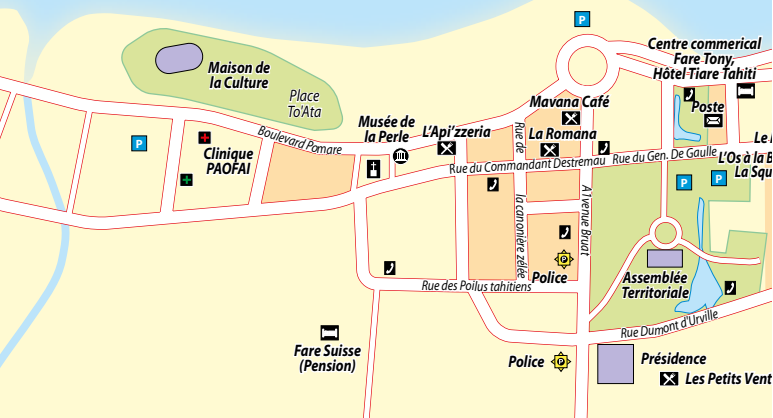 P
Centre commerical
Fare Tony,
Hôtel Tiare Tahiti
Maison de
la Culture
Place
To'Ata
Mavana Café
Poste
Musée de
la Perle
L'Api'zzeria
La Romana
Rue de
la canonière zélée
Boulevard Pomare
P
Clinique
PAOFAI
Rue du Commandant Destremau
Rue du Gen. De Gaulle
L'Os à la
La Squ
P
P
A l'venue Bruat
Police
P
Assemblée
Territoriale
Rue des Poilus tahitiens
Rue Dumont d'Urville
Fare Suisse
(Pension)
Police
P
Présidence
Les Petits Vent